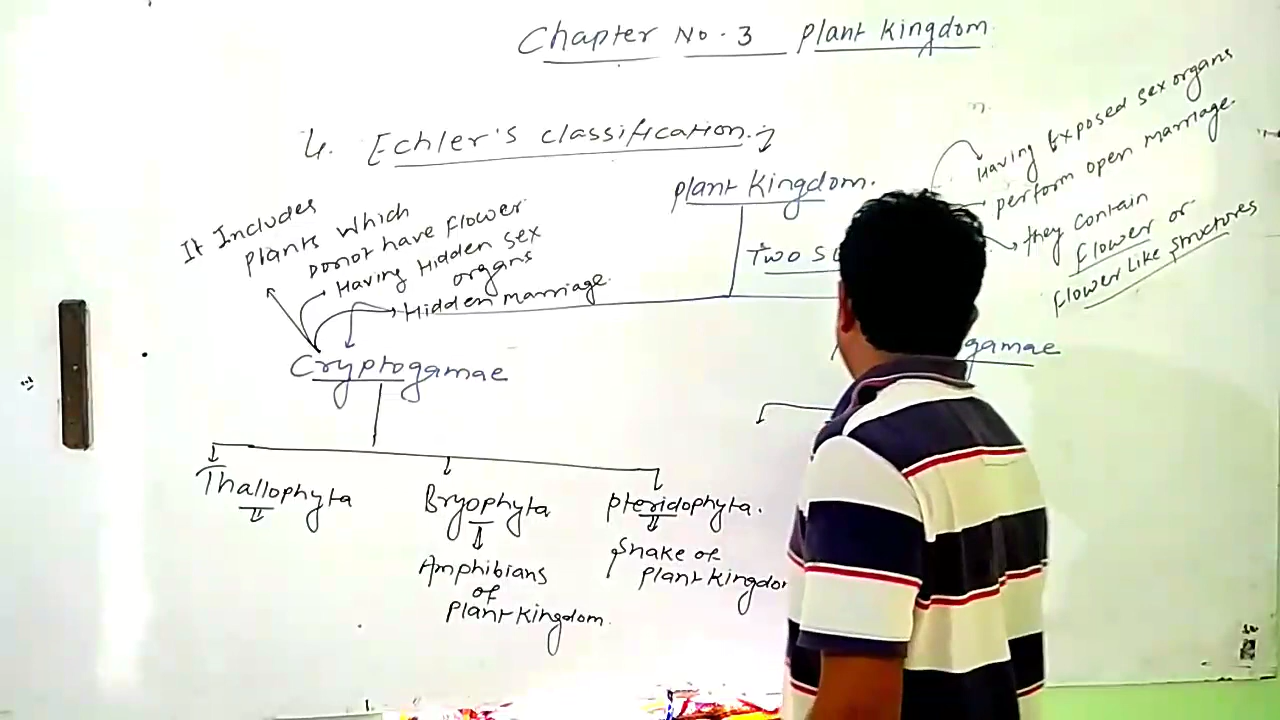 Chapter No. 3 Plant Kingdom
4. Echler's classification.
Plant Kingdom.
Two
It Includes
plants which
Donot have flower
Having Hidden sex
organs
Hidden marriage.
Having Exposed sex organs
perform open marriage.
they contain
flower or
flower like structures
Cryptogamae
gamae
Thallophyta
Bryophyta
Pteridophyta.
Amphibians
of
Plant Kingdom.
Snake of
Plant Kingdom